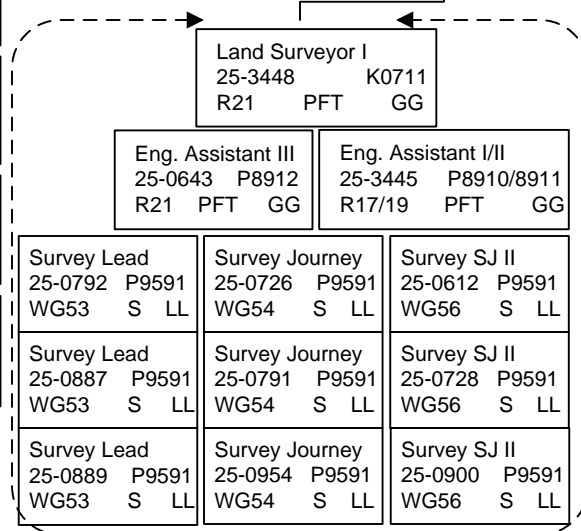 Land Surveyor I
25-3448 K0711
R21 PFT GG
Eng. Assistant III
25-0643 P8912
R21 PFT GG
Eng. Assistant I/II
25-3445 P8910/8911
R17/19 PFT GG
Survey Lead
25-0792 P9591
WG53 S LL
Survey Journey
25-0726 P9591
WG54 S LL
Survey SJ II
25-0612 P9591
WG56 S LL
Survey Lead
25-0887 P9591
WG53 S LL
Survey Journey
25-0791 P9591
WG54 S LL
Survey SJ II
25-0728 P9591
WG56 S LL
Survey Lead
25-0889 P9591
WG53 S LL
Survey Journey
25-0954 P9591
WG54 S LL
Survey SJ II
25-0900 P9591
WG56 S LL